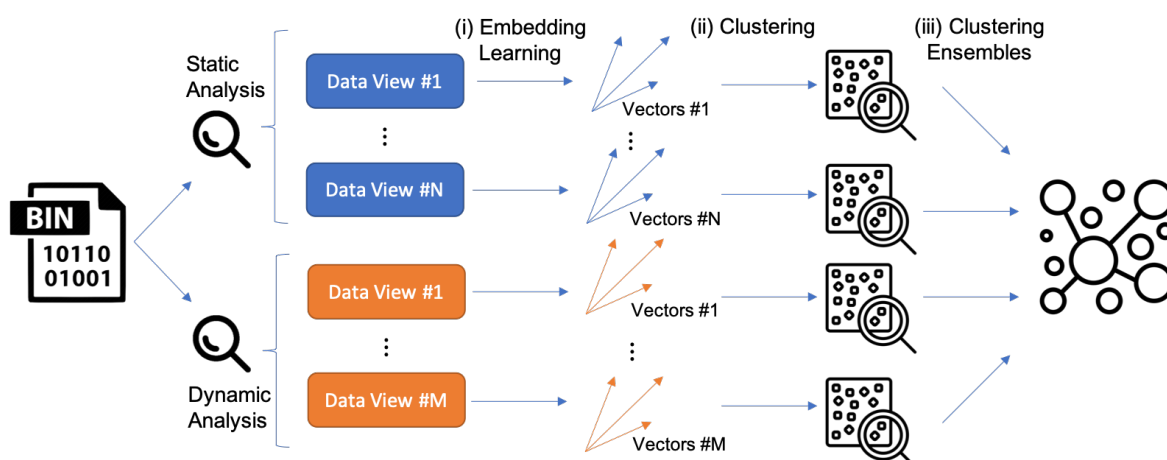 (i) Embedding
Learning
(ii) Clustering
(iii) Clustering
Ensembles
Static
Analysis
Data View #1
Vectors #1
Data View #N
Vectors #N
BIN
10110
01001
Data View #1
Vectors #1
Dynamic
Analysis
Data View #M
Vectors #M